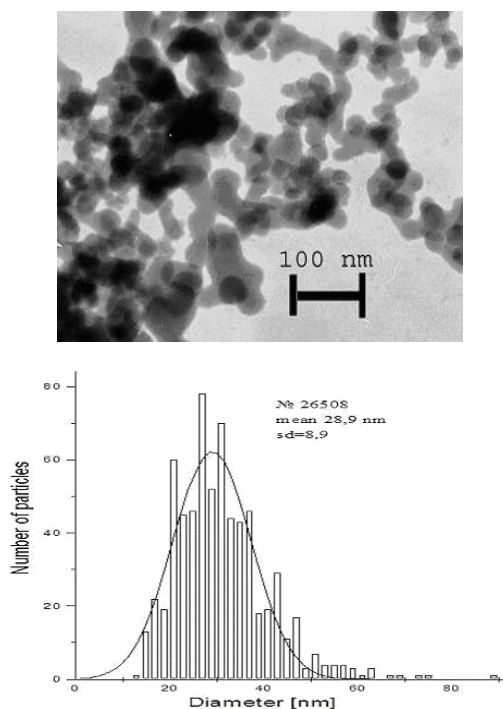 100 nm
80
60
40
20
0
№ 26508
mean 28,9 nm
sd=8,9
Number of particles
0 20 40 60 80
Diameter [nm]